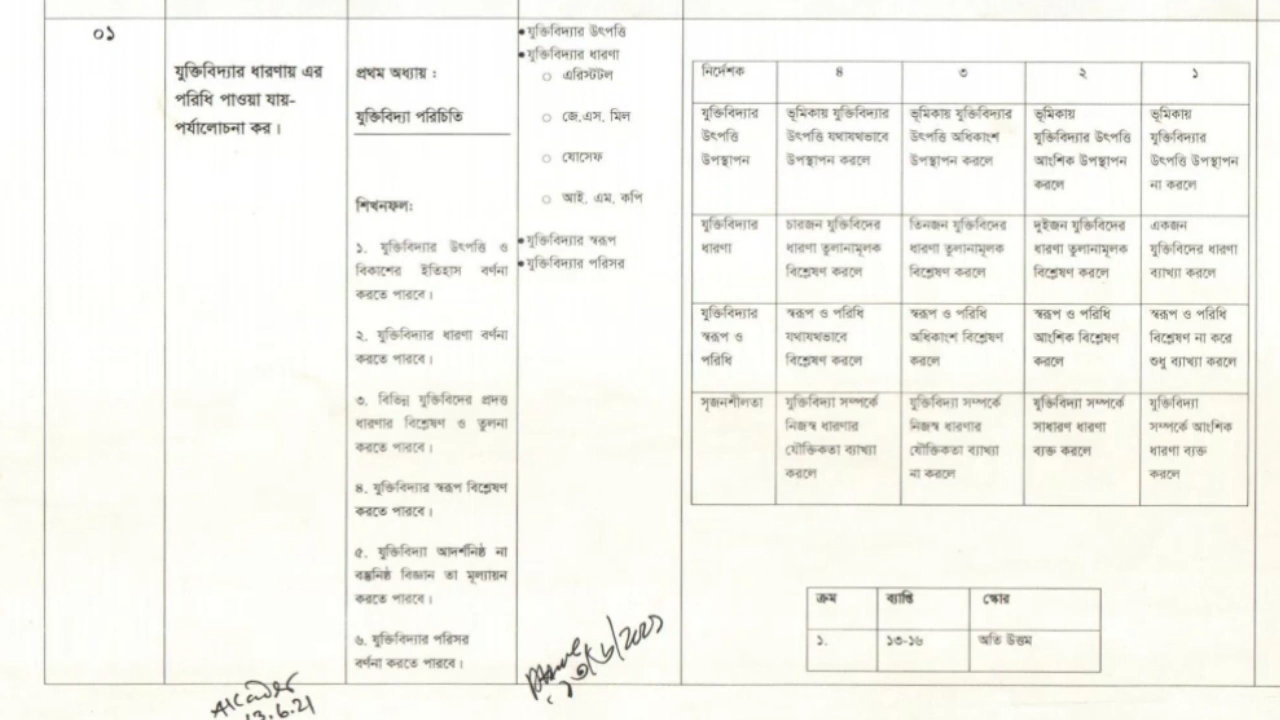 ০১
যুক্তিবিদ্যার ধারণায় এর
পরিধি পাওয়া যায়-
পর্যালোচনা কর।
প্রথম অধ্যায় :
যুক্তিবিদ্যা পরিচিতি
শিখনফল:
১. যুক্তিবিদ্যার উৎপত্তি ও
বিকাশের ইতিহাস বর্ণনা
করতে পারবে।
২. যুক্তিবিদ্যার ধারণা বর্ণনা
করতে পারবে।
৩. বিভিন্ন যুক্তিবিদের প্রদত্ত
ধারণার বিশ্লেষণ ও তুলনা
করতে পারবে।
৪. যুক্তিবিদ্যার স্বরূপ বিশ্লেষণ
করতে পারবে।
৫. যুক্তিবিদ্যা আদর্শনিষ্ঠ না
বস্তুনিষ্ঠ বিজ্ঞান তা মূল্যায়ন
করতে পারবে।
৬. যুক্তিবিদ্যার পরিসর
বর্ণনা করতে পারবে।
•যুক্তিবিদ্যার উৎপত্তি
•যুক্তিবিদ্যার ধারণা
○ এরিস্টটল
○ জে.এস. মিল
○ যোসেফ
○ আই. এম. কপি
•যুক্তিবিদ্যার স্বরূপ
•যুক্তিবিদ্যার পরিসর
নির্দেশক ৪ ৩ ২ ১
যুক্তিবিদ্যার ভূমিকায় যুক্তিবিদ্যার ভূমিকায় যুক্তিবিদ্যার ভূমিকায় ভূমিকায়
উৎপত্তি উৎপত্তি যথাযথভাবে উৎপত্তি অধিকাংশ যুক্তিবিদ্যার উৎপত্তি যুক্তিবিদ্যার
উপস্থাপন উপস্থাপন করলে উপস্থাপন করলে আংশিক উপস্থাপন উৎপত্তি উপস্থাপন
করলে না করলে
যুক্তিবিদ্যার চারজন যুক্তিবিদের তিনজন যুক্তিবিদের দুইজন যুক্তিবিদের একজন
ধারণা ধারণা তুলানামূলক ধারণা তুলানামূলক ধারণা তুলানামূলক যুক্তিবিদের ধারণা
বিশ্লেষণ করলে বিশ্লেষণ করলে বিশ্লেষণ করলে ব্যাখ্যা করলে
যুক্তিবিদ্যার স্বরূপ ও পরিধি স্বরূপ ও পরিধি স্বরূপ ও পরিধি স্বরূপ ও পরিধি
স্বরূপ ও যথাযথভাবে অধিকাংশ বিশ্লেষণ আংশিক বিশ্লেষণ বিশ্লেষণ না করে
পরিধি বিশ্লেষণ করলে করলে করলে শুধু ব্যাখ্যা করলে
সৃজনশীলতা যুক্তিবিদ্যা সম্পর্কে যুক্তিবিদ্যা সম্পর্কে যুক্তিবিদ্যা সম্পর্কে যুক্তিবিদ্যা
নিজস্ব ধারণার নিজস্ব ধারণার সাধারণ ধারণা সম্পর্কে আংশিক
যৌক্তিকতা ব্যাখ্যা যৌক্তিকতা ব্যাখ্যা ব্যক্ত করলে ধারণা ব্যক্ত
করলে না করলে করলে
ক্রম ব্যাপ্তি স্কোর
১. ১৩-১৬ অতি উত্তম
13.6.21